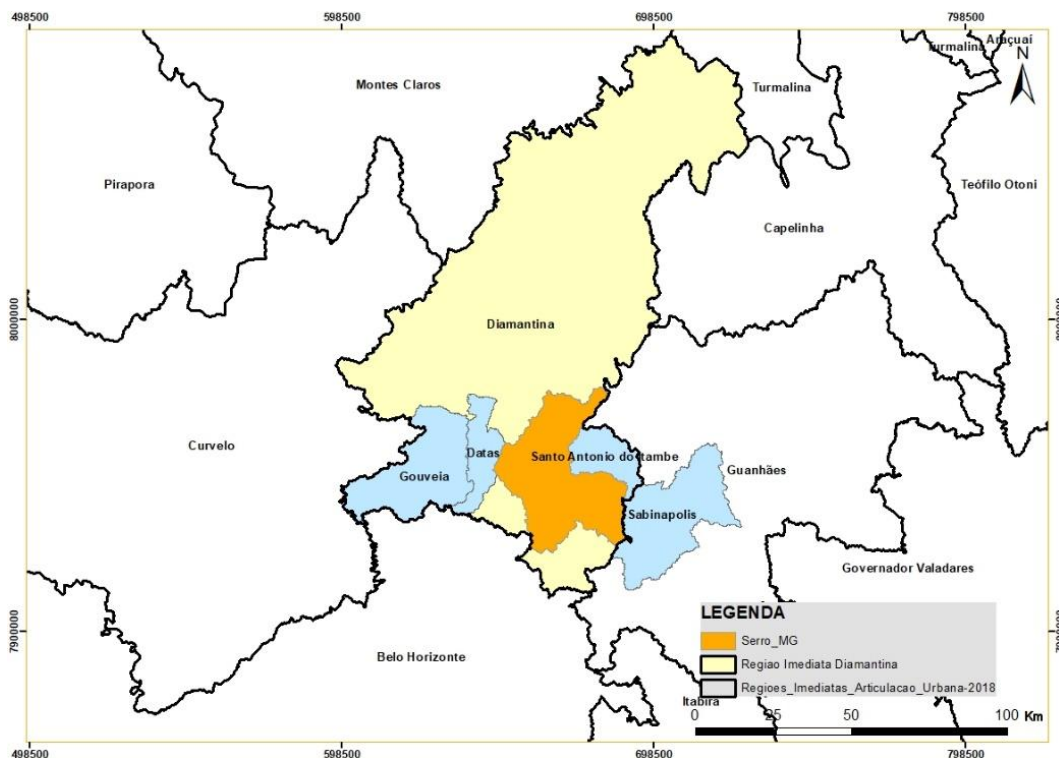 498500 598500 698500 798500
Araçuaí
Turmalina
N
Montes Claros
Turmalina
Pirapora
Teófilo Otoni
Capelinha
8000000
Diamantina
Curvelo
Datas
Santo Antonio do Itambe
Gouveia
Guanhães
Sabinapolis
Governador Valadares
LEGENDA
7900000
Serro_MG
Belo Horizonte
Regiao Imediata Diamantina
Regioes_Imediatas_Articulacao_Urbana-2018
Itabira
0 25 50 100 Km
498500 598500 698500 798500